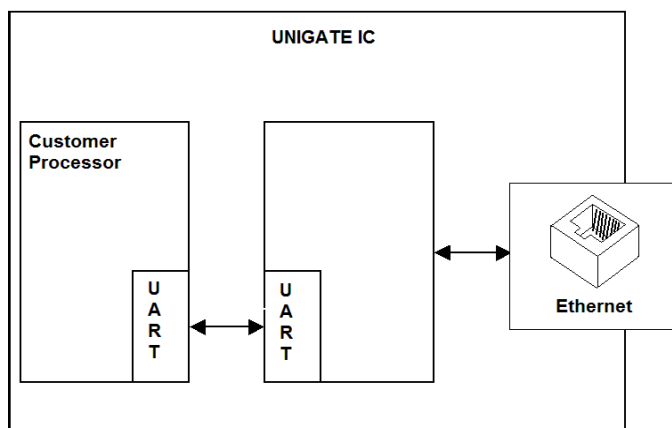 UNIGATE IC
Customer
Processor
U
A
R
T
U
A
R
T
Ethernet